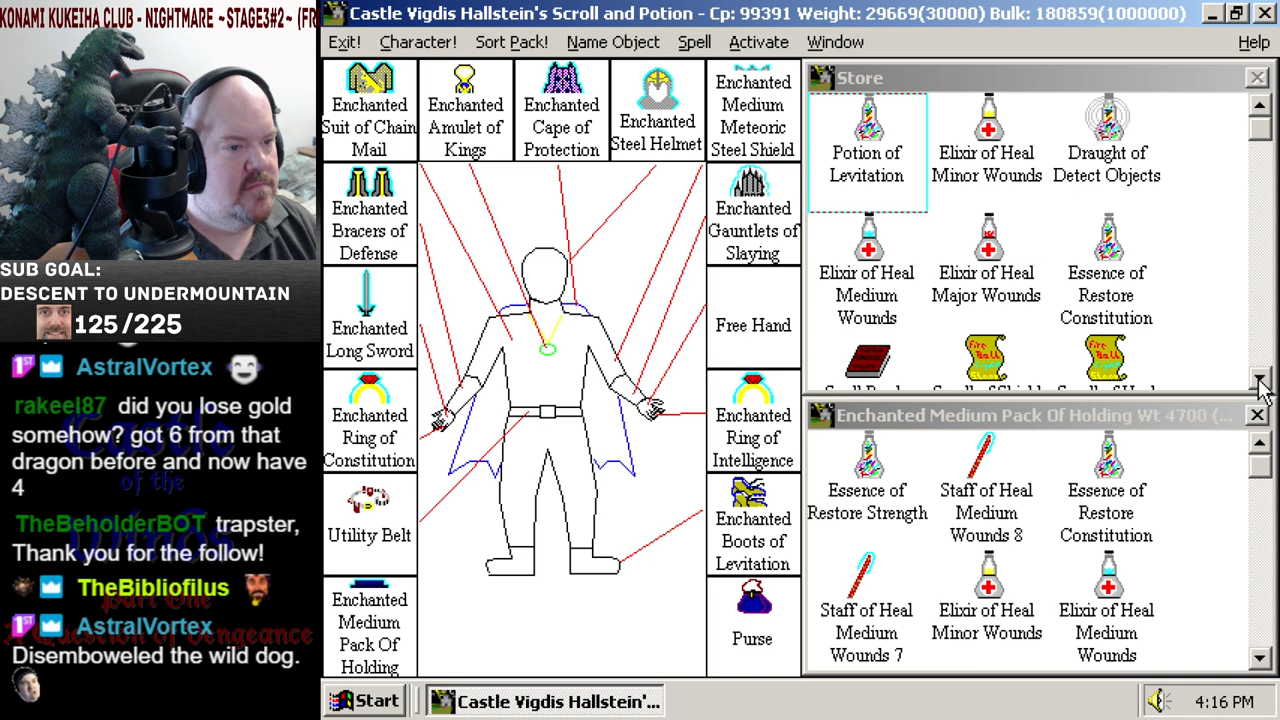 KONAMI KUKEIHA CLUB - NIGHTMARE ~STAGE3#2~ (FR
SUB GOAL:
DESCENT TO UNDERMOUNTAIN
125/225
AstralVortex
rakeel87 did you lose gold
somehow? got 6 from that
dragon before and now have
4
TheBeholderBOT trapster,
Thank you for the follow!
TheBibliofilus
AstralVortex
Disemboweled the wild dog.
Castle
of the
Winds
Part One
A Question of Vengeance
Castle Vigdis Hallstein's Scroll and Potion - Cp: 99391 Weight: 29669(30000) Bulk: 180859(1000000)
Exit! Character! Sort Pack! Name Object Spell Activate Window Help
Enchanted
Suit of Chain
Mail
Enchanted
Amulet of
Kings
Enchanted
Cape of
Protection
Enchanted
Steel Helmet
Enchanted
Medium
Meteoric
Steel Shield
Enchanted
Bracers of
Defense
Enchanted
Gauntlets of
Slaying
Enchanted
Long Sword
Free Hand
Enchanted
Ring of
Constitution
Enchanted
Ring of
Intelligence
Utility Belt
Enchanted
Boots of
Levitation
Enchanted
Medium
Pack Of
Holding
Purse
Store
Potion of
Levitation
Elixir of Heal
Minor Wounds
Draught of
Detect Objects
Elixir of Heal
Medium
Wounds
Elixir of Heal
Major Wounds
Essence of
Restore
Constitution
Enchanted Medium Pack Of Holding Wt 4700 (...
Essence of
Restore Strength
Staff of Heal
Medium
Wounds 8
Essence of
Restore
Constitution
Staff of Heal
Medium
Wounds 7
Elixir of Heal
Minor Wounds
Elixir of Heal
Medium
Wounds
Start
Castle Vigdis Hallstein'...
4:16 PM